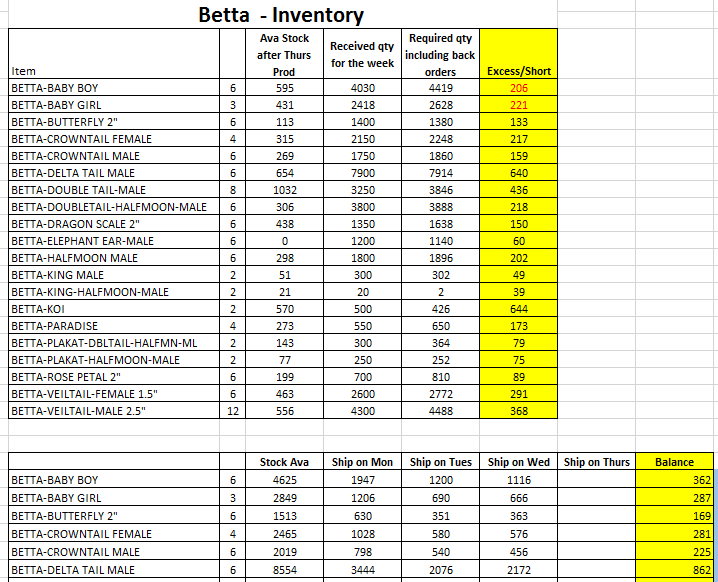 Betta - Inventory
Item Ava Stock after Thurs Prod Received qty for the week Required qty including back orders Excess/Short
BETTA-BABY BOY 6 595 4030 4419 206
BETTA-BABY GIRL 3 431 2418 2628 221
BETTA-BUTTERFLY 2" 6 113 1400 1380 133
BETTA-CROWNTAIL FEMALE 4 315 2150 2248 217
BETTA-CROWNTAIL MALE 6 269 1750 1860 159
BETTA-DELTA TAIL MALE 6 654 7900 7914 640
BETTA-DOUBLE TAIL-MALE 8 1032 3250 3846 436
BETTA-DOUBLETAIL-HALFMOON-MALE 6 306 3800 3888 218
BETTA-DRAGON SCALE 2" 6 438 1350 1638 150
BETTA-ELEPHANT EAR-MALE 6 0 1200 1140 60
BETTA-HALFMOON MALE 6 298 1800 1896 202
BETTA-KING MALE 2 51 300 302 49
BETTA-KING-HALFMOON-MALE 2 21 20 2 39
BETTA-KOI 2 570 500 426 644
BETTA-PARADISE 4 273 550 650 173
BETTA-PLAKAT-DBLTAIL-HALFMN-ML 2 143 300 364 79
BETTA-PLAKAT-HALFMOON-MALE 2 77 250 252 75
BETTA-ROSE PETAL 2" 6 199 700 810 89
BETTA-VEILTAIL-FEMALE 1.5" 6 463 2600 2772 291
BETTA-VEILTAIL-MALE 2.5" 12 556 4300 4488 368
Stock Ava Ship on Mon Ship on Tues Ship on Wed Ship on Thurs Balance
BETTA-BABY BOY 6 4625 1947 1200 1116 362
BETTA-BABY GIRL 3 2849 1206 690 666 287
BETTA-BUTTERFLY 2" 6 1513 630 351 363 169
BETTA-CROWNTAIL FEMALE 4 2465 1028 580 576 281
BETTA-CROWNTAIL MALE 6 2019 798 540 456 225
BETTA-DELTA TAIL MALE 6 8554 3444 2076 2172 862